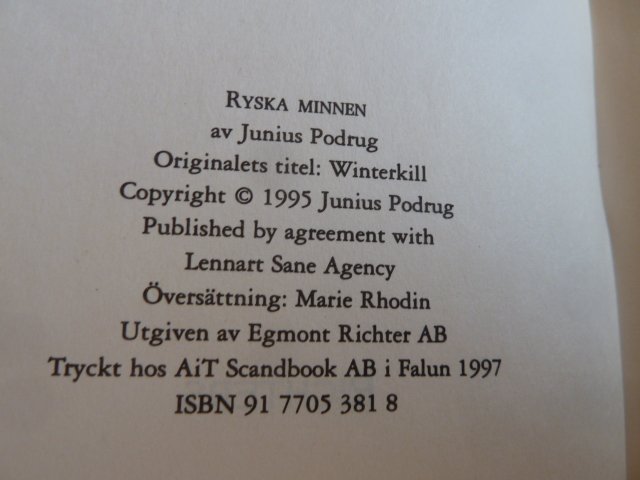 RYSKA MINNEN
av Junius Podrug
Originalets titel: Winterkill
Copyright © 1995 Junius Podrug
Published by agreement with
Lennart Sane Agency
Översättning: Marie Rhodin
Utgiven av Egmont Richter AB
Tryckt hos AiT Scandbook AB i Falun 1997
ISBN 91 7705 381 8